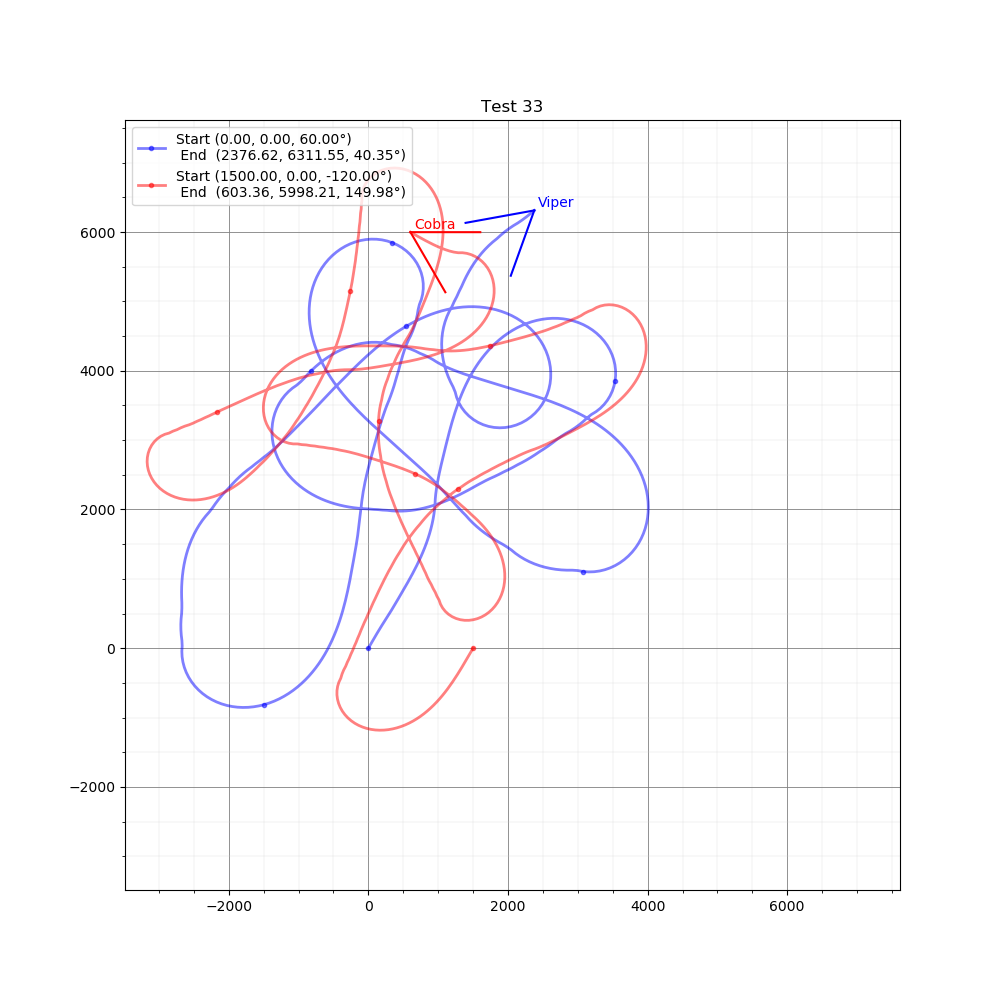 Test 33
Start (0.00, 0.00, 60.00°)
End  (2376.62, 6311.55, 40.35°)
Start (1500.00, 0.00, -120.00°)
End  (603.36, 5998.21, 149.98°)
Viper
Cobra
6000
4000
2000
0
−2000
−2000
0
2000
4000
6000